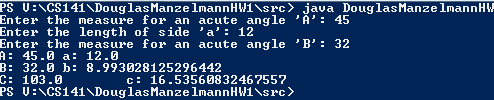 PS V:\CS141\DouglasManzelmannHW1\src> java DouglasManzelmannHW
Enter the measure for an acute angle 'A': 45
Enter the length of side 'a': 12
Enter the measure for an acute angle 'B': 32
A: 45.0 a: 12.0
B: 32.0 b: 8.993028125296442
C: 103.0 c: 16.53560832467557
PS V:\CS141\DouglasManzelmannHW1\src>